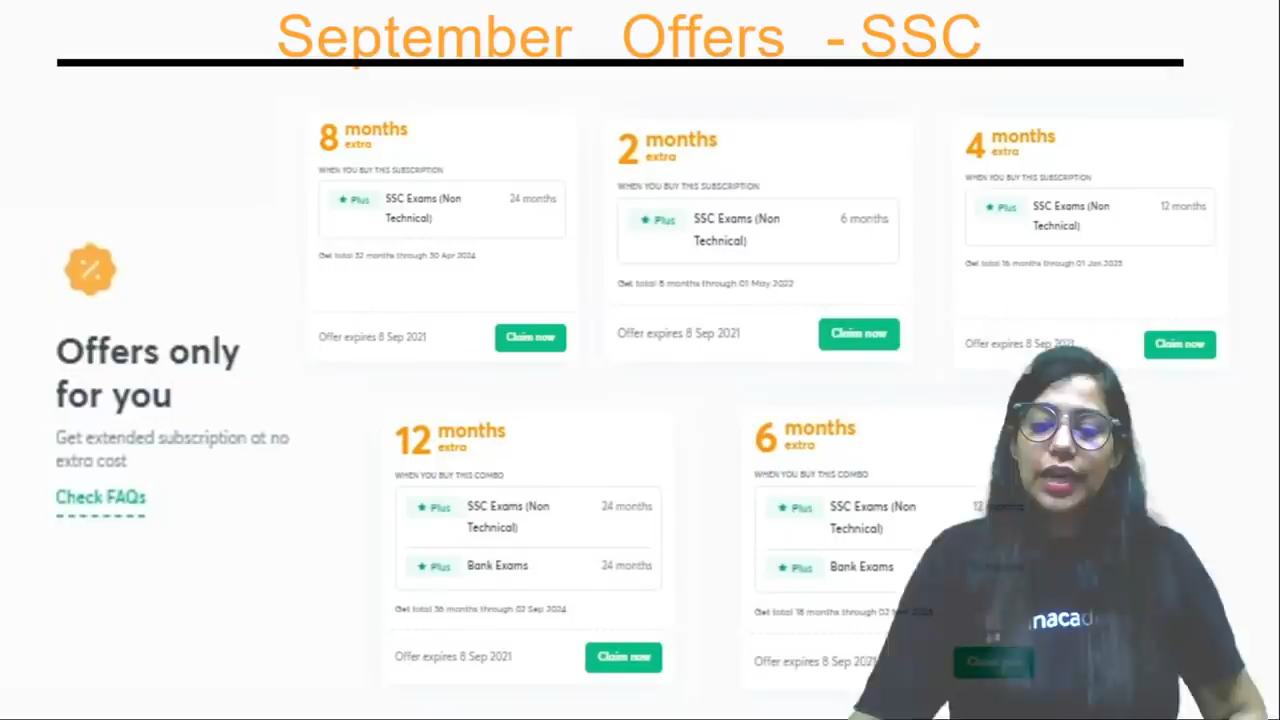 September Offers - SSC
8 months
extra
WHEN YOU BUY THIS SUBSCRIPTION
Plus SSC Exams (Non 24 months
Technical)
Get total 32 months through 30 Apr 2024
Offer expires 8 Sep 2021 Claim now
2 months
extra
WHEN YOU BUY THIS SUBSCRIPTION
Plus SSC Exams (Non 6 months
Technical)
Get total 8 months through 01 May 2022
Offer expires 8 Sep 2021 Claim now
4 months
extra
WHEN YOU BUY THIS SUBSCRIPTION
Plus SSC Exams (Non 12 months
Technical)
Get total 16 months through 01 Jan 2023
Offer expires 8 Sep 2021 Claim now
Offers only
for you
Get extended subscription at no
extra cost
Check FAQs
12 months
extra
WHEN YOU BUY THIS COMBO
Plus SSC Exams (Non 24 months
Technical)
Plus Bank Exams 24 months
Get total 36 months through 02 Sep 2024
Offer expires 8 Sep 2021 Claim now
6 months
extra
WHEN YOU BUY THIS COMBO
Plus SSC Exams (Non 12 months
Technical)
Plus Bank Exams
Get total 18 months through 02
Offer expires 8 Sep 2021 Claim now
nacad